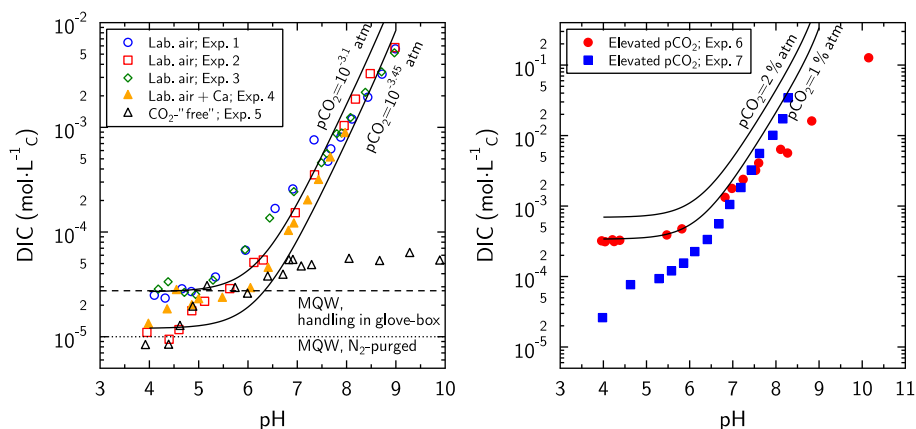 10⁻²
5
2
10⁻³
5
2
10⁻⁴
5
2
10⁻⁵
5
DIC (mol·L⁻¹C)
3 4 5 6 7 8 9 10
pH
Lab. air; Exp. 1
Lab. air; Exp. 2
Lab. air; Exp. 3
Lab. air + Ca; Exp. 4
CO₂-"free"; Exp. 5
pCO₂=10⁻³·¹
pCO₂=10⁻³·⁴⁵ atm
MQW,
handling in glove-box
MQW, N₂-purged
2
10⁻¹
5
2
10⁻²
5
2
10⁻³
5
2
10⁻⁴
5
2
10⁻⁵
5
DIC (mol·L⁻¹C)
3 4 5 6 7 8 9 10 11
pH
Elevated pCO₂; Exp. 6
Elevated pCO₂; Exp. 7
pCO₂=2 % atm
pCO₂=1 % atm